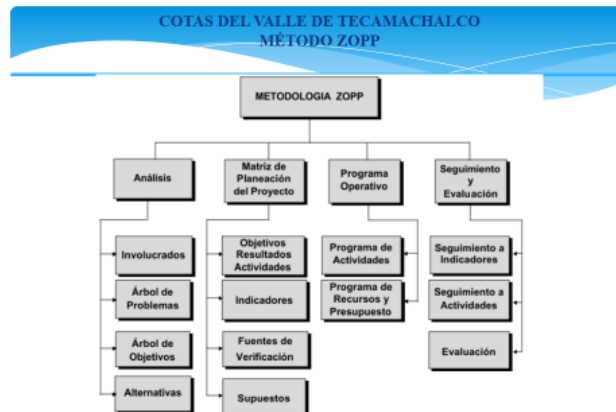 COTAS DEL VALLE DE TECAMACHALCO
MÉTODO ZOPP
METODOLOGIA ZOPP
Análisis
Matriz de
Planeación
del Proyecto
Programa
Operativo
Seguimiento
y
Evaluación
Involucrados
Árbol de
Problemas
Árbol de
Objetivos
Alternativas
Objetivos
Resultados
Actividades
Indicadores
Fuentes de
Verificación
Supuestos
Programa de
Actividades
Programa de
Recursos y
Presupuesto
Seguimiento a
Indicadores
Seguimiento a
Actividades
Evaluación